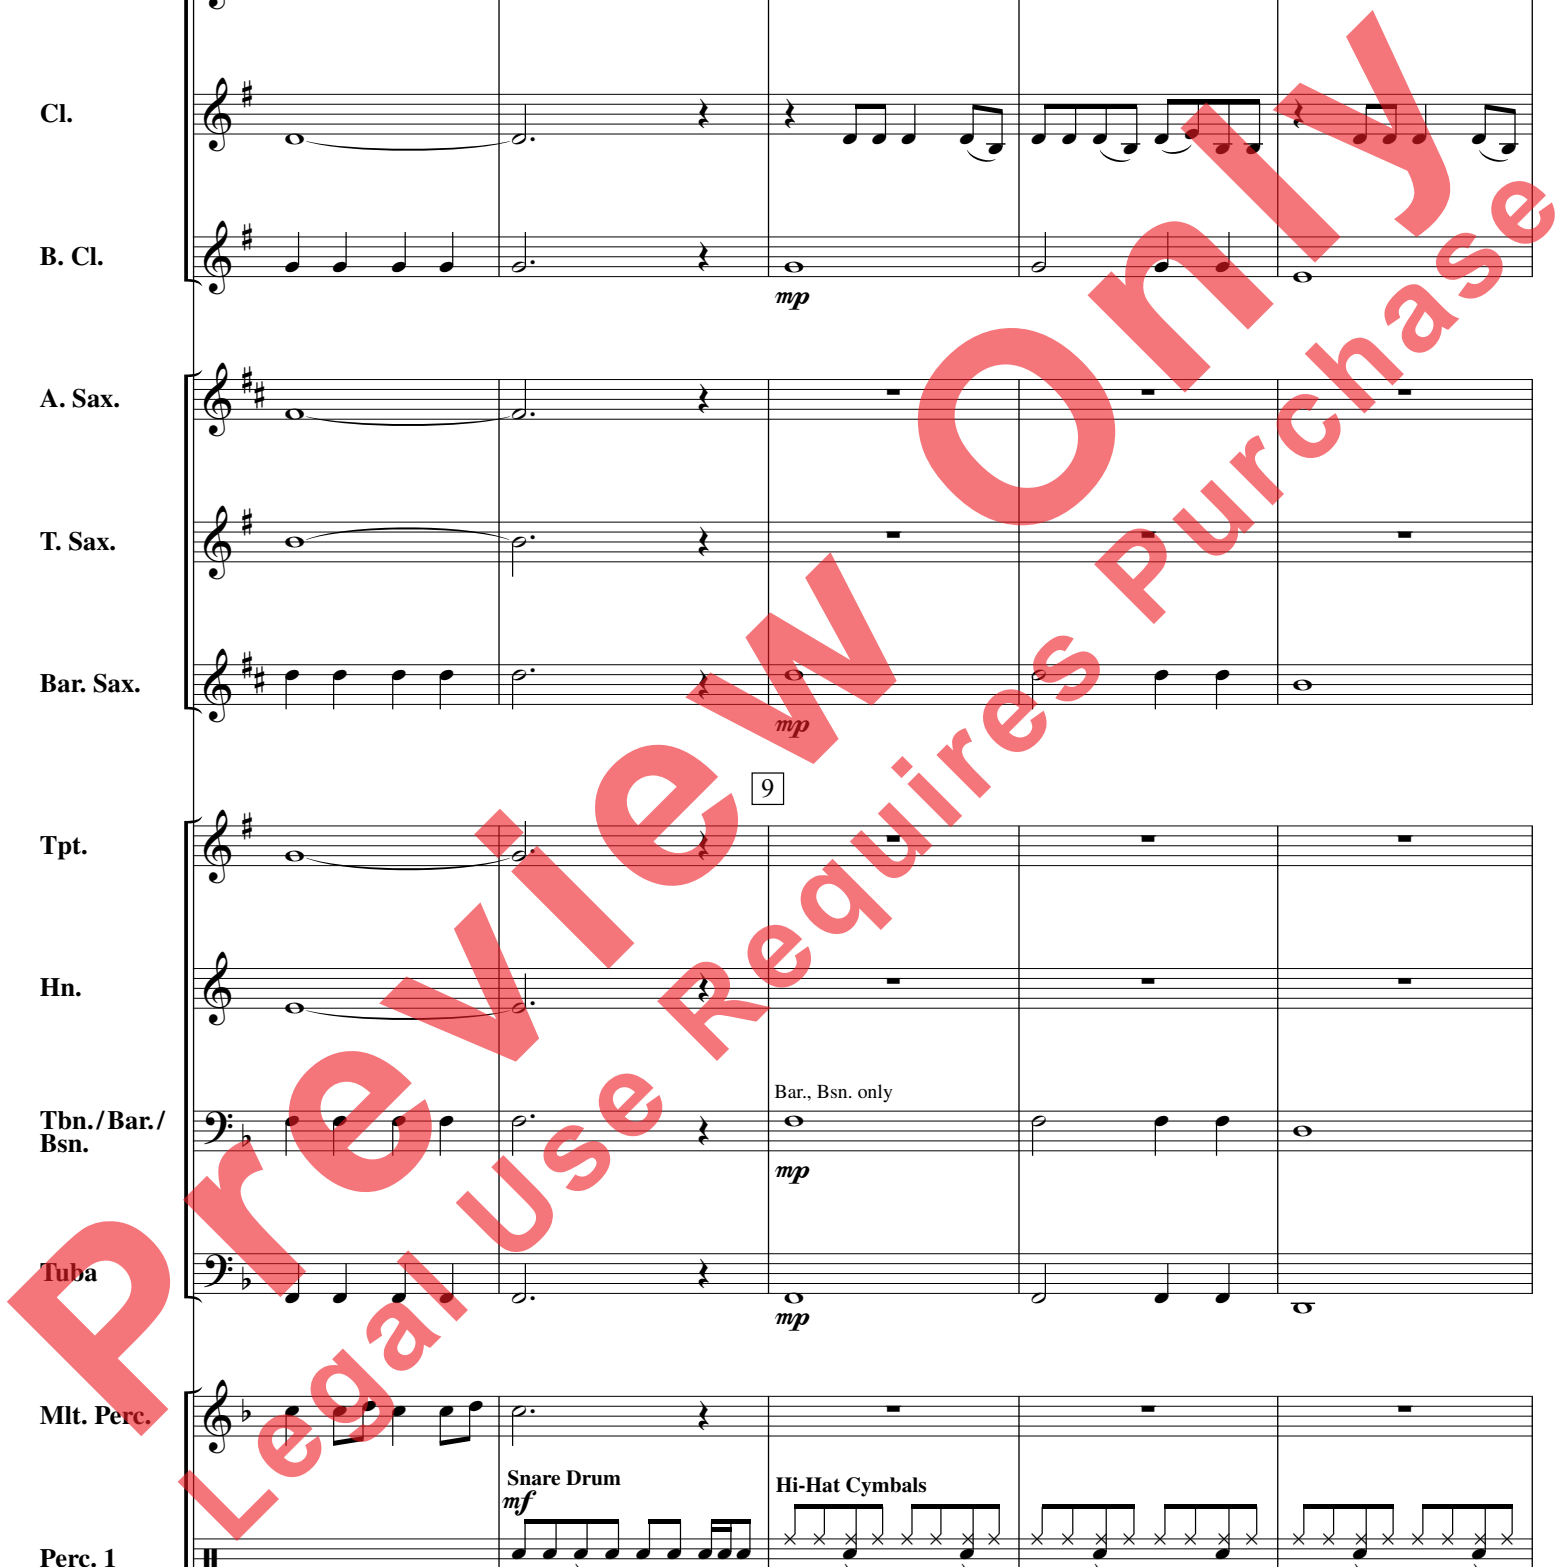 Cl.
B. Cl.
mp
A. Sax.
T. Sax.
Bar. Sax.
mp
9
Tpt.
Hn.
Bar., Bsn. only
Tbn./Bar./
Bsn.
mp
Tuba
mp
Mlt. Perc.
Snare Drum
mf
Hi-Hat Cymbals
Perc. 1
Preview Only
Legal Use Requires Purchase